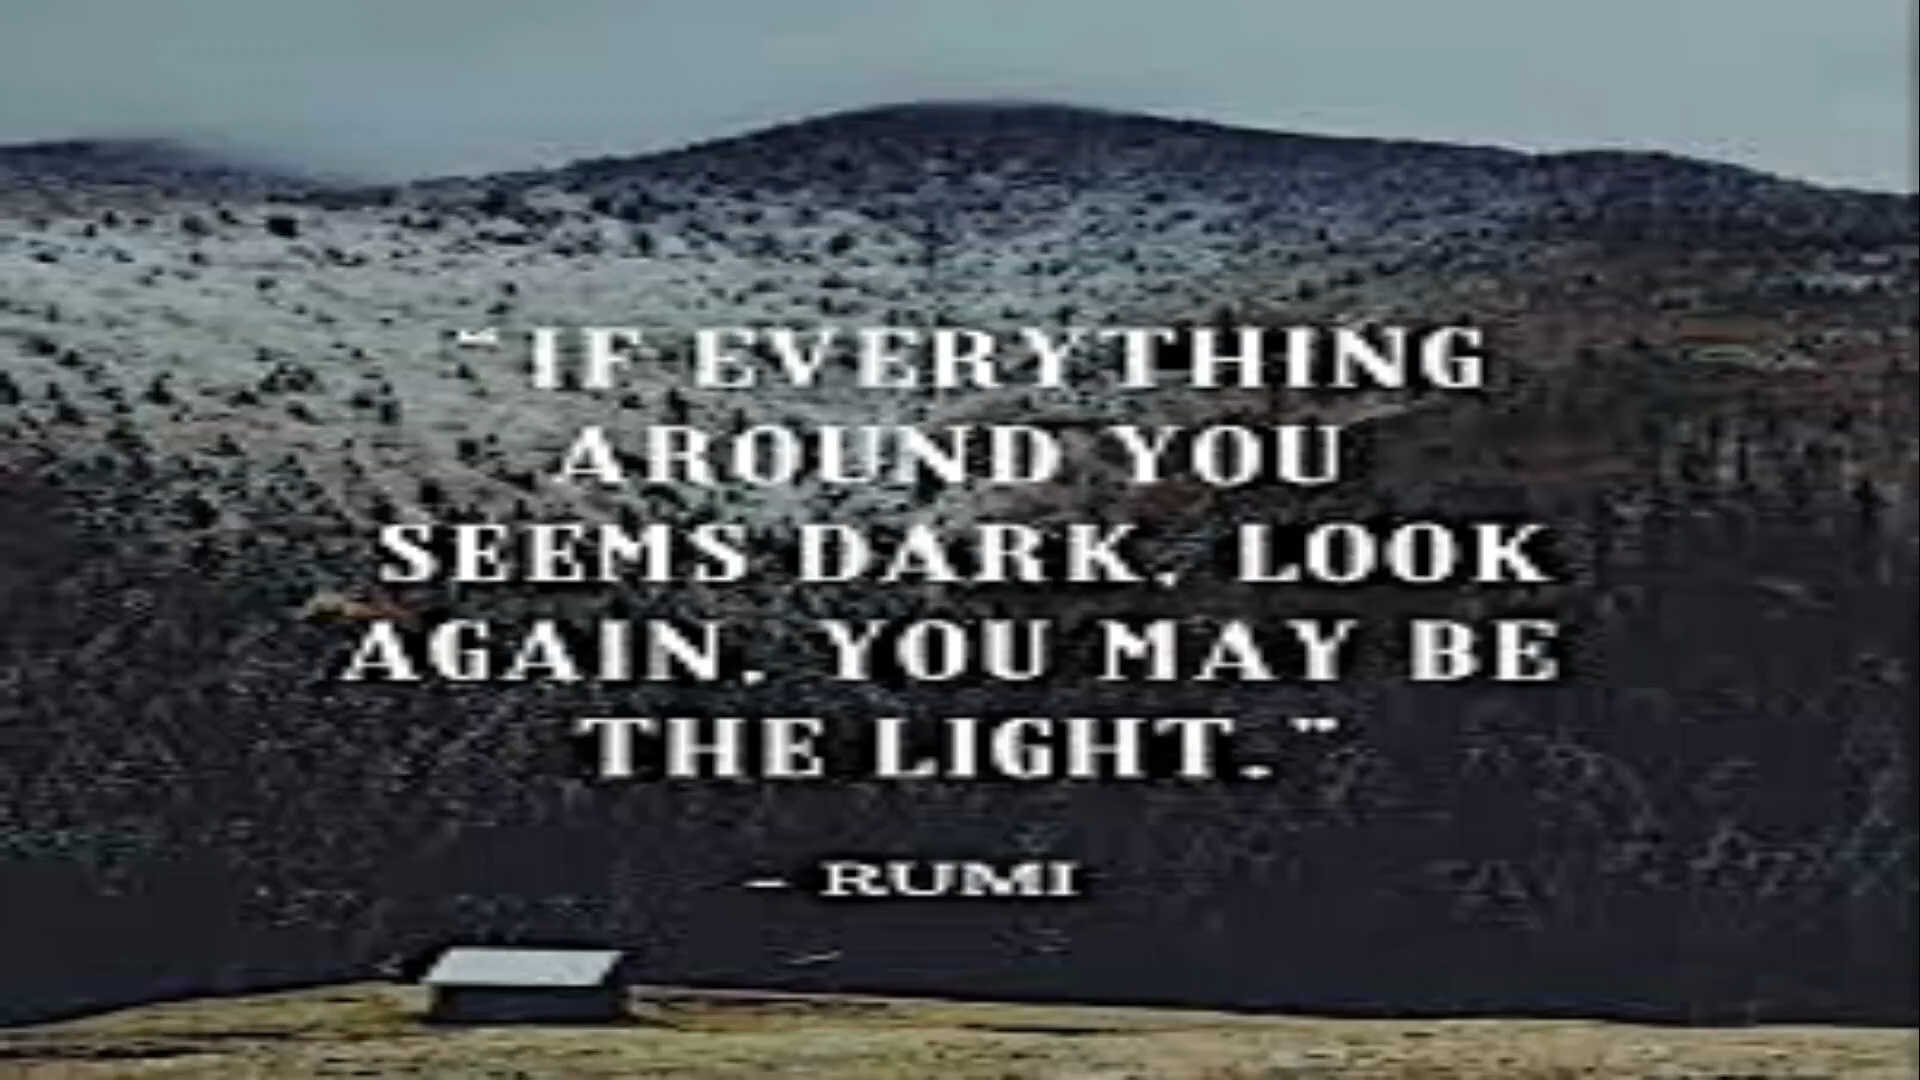 “IF EVERYTHING
AROUND YOU
SEEMS DARK, LOOK
AGAIN, YOU MAY BE
THE LIGHT.”
- RUMI